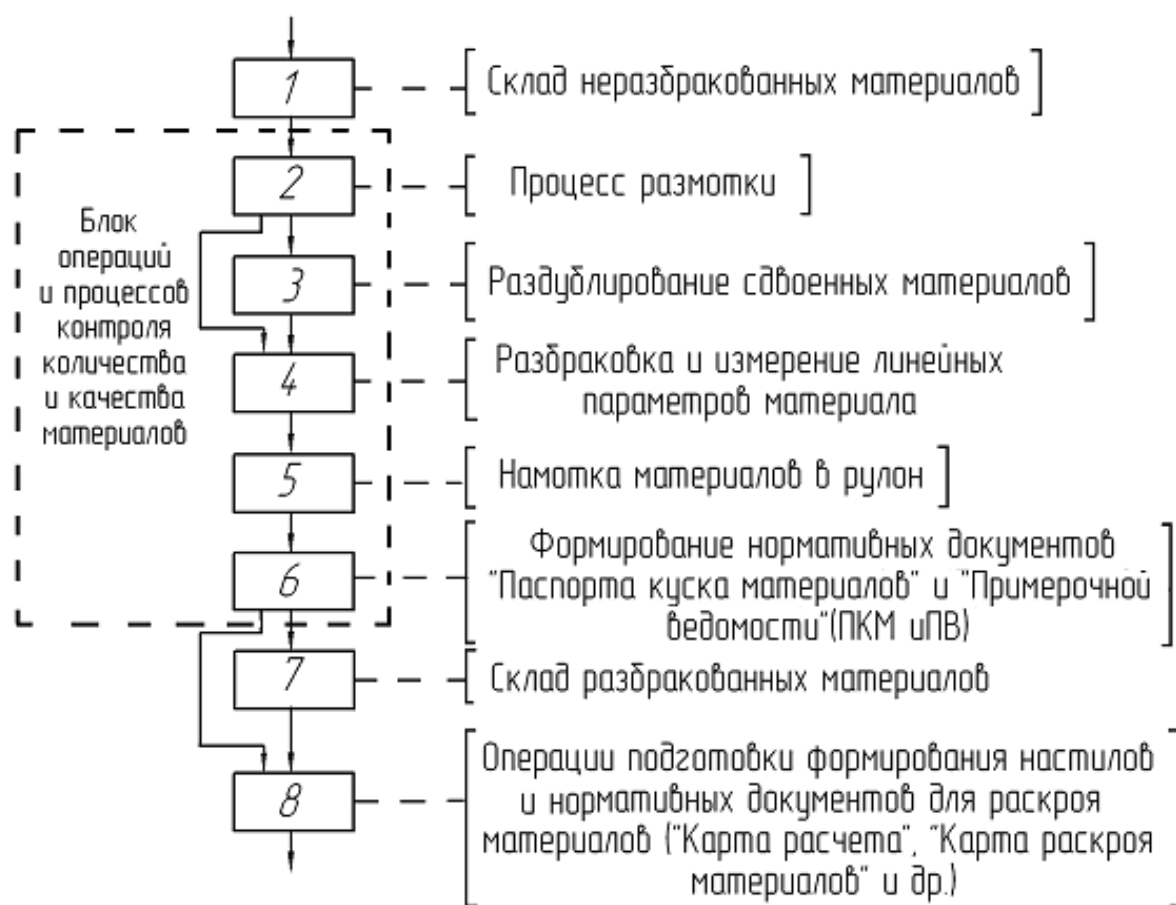 1
Склад неразбракованных материалов
2
Процесс размотки
Блок
операций
и процессов
контроля
количества
и качества
материалов
3
Раздублирование сдвоенных материалов
4
Разбраковка и измерение линейных
параметров материала
5
Намотка материалов в рулон
6
Формирование нормативных документов
"Паспорта куска материалов" и "Примерочной
ведомости"(ПКМ иПВ)
7
Склад разбракованных материалов
8
Операции подготовки формирования настилов
и нормативных документов для раскроя
материалов ("Карта расчета", "Карта раскроя
материалов" и др.)